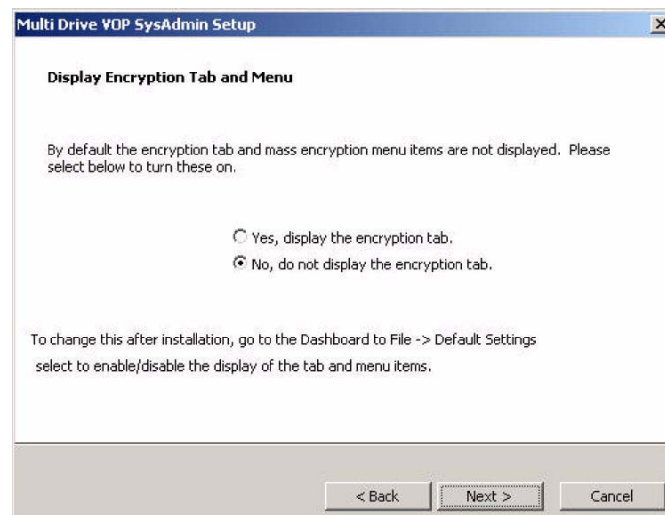 Multi Drive VOP SysAdmin Setup
Display Encryption Tab and Menu
By default the encryption tab and mass encryption menu items are not displayed. Please
select below to turn these on.
Yes, display the encryption tab.
No, do not display the encryption tab.
To change this after installation, go to the Dashboard to File -> Default Settings
select to enable/disable the display of the tab and menu items.
< Back Next > Cancel